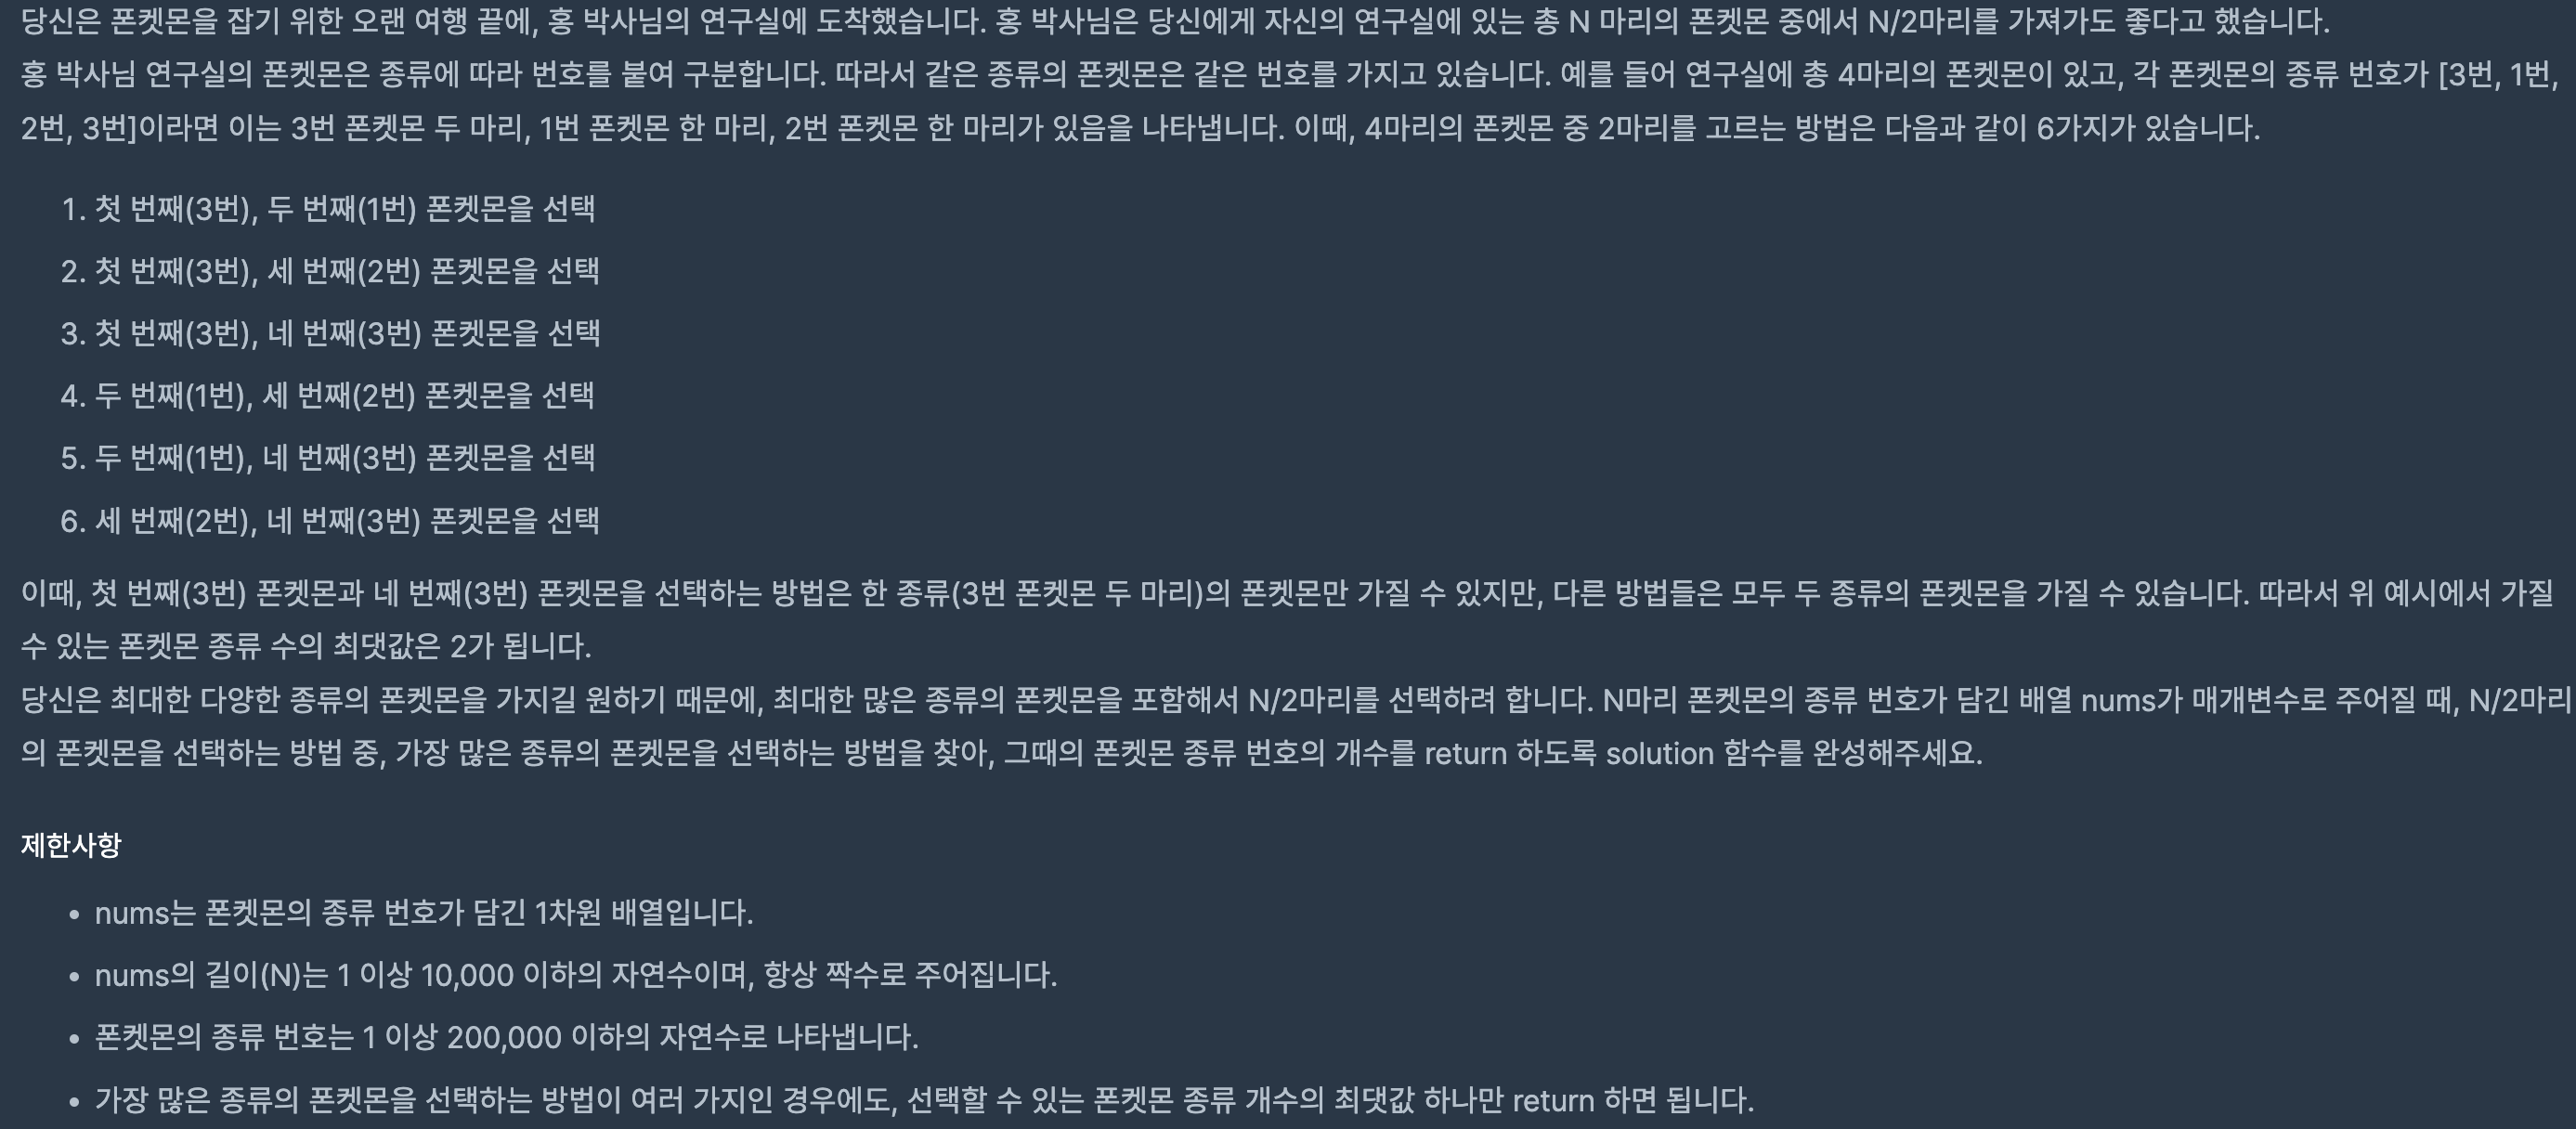 당신은 폰켓몬을 잡기 위한 오랜 여행 끝에, 홍 박사님의 연구실에 도착했습니다. 홍 박사님은 당신에게 자신의 연구실에 있는 총 N 마리의 폰켓몬 중에서 N/2마리를 가져가도 좋다고 했습니다.
홍 박사님 연구실의 폰켓몬은 종류에 따라 번호를 붙여 구분합니다. 따라서 같은 종류의 폰켓몬은 같은 번호를 가지고 있습니다. 예를 들어 연구실에 총 4마리의 폰켓몬이 있고, 각 폰켓몬의 종류 번호가 [3번, 1번,
2번, 3번]이라면 이는 3번 폰켓몬 두 마리, 1번 폰켓몬 한 마리, 2번 폰켓몬 한 마리가 있음을 나타냅니다. 이때, 4마리의 폰켓몬 중 2마리를 고르는 방법은 다음과 같이 6가지가 있습니다.
1. 첫 번째(3번), 두 번째(1번) 폰켓몬을 선택
2. 첫 번째(3번), 세 번째(2번) 폰켓몬을 선택
3. 첫 번째(3번), 네 번째(3번) 폰켓몬을 선택
4. 두 번째(1번), 세 번째(2번) 폰켓몬을 선택
5. 두 번째(1번), 네 번째(3번) 폰켓몬을 선택
6. 세 번째(2번), 네 번째(3번) 폰켓몬을 선택
이때, 첫 번째(3번) 폰켓몬과 네 번째(3번) 폰켓몬을 선택하는 방법은 한 종류(3번 폰켓몬 두 마리)의 폰켓몬만 가질 수 있지만, 다른 방법들은 모두 두 종류의 폰켓몬을 가질 수 있습니다. 따라서 위 예시에서 가질
수 있는 폰켓몬 종류 수의 최댓값은 2가 됩니다.
당신은 최대한 다양한 종류의 폰켓몬을 가지길 원하기 때문에, 최대한 많은 종류의 폰켓몬을 포함해서 N/2마리를 선택하려 합니다. N마리 폰켓몬의 종류 번호가 담긴 배열 nums가 매개변수로 주어질 때, N/2마리
의 폰켓몬을 선택하는 방법 중, 가장 많은 종류의 폰켓몬을 선택하는 방법을 찾아, 그때의 폰켓몬 종류 번호의 개수를 return 하도록 solution 함수를 완성해주세요.
제한사항
• nums는 폰켓몬의 종류 번호가 담긴 1차원 배열입니다.
• nums의 길이(N)는 1 이상 10,000 이하의 자연수이며, 항상 짝수로 주어집니다.
• 폰켓몬의 종류 번호는 1 이상 200,000 이하의 자연수로 나타냅니다.
• 가장 많은 종류의 폰켓몬을 선택하는 방법이 여러 가지인 경우에도, 선택할 수 있는 폰켓몬 종류 개수의 최댓값 하나만 return 하면 됩니다.